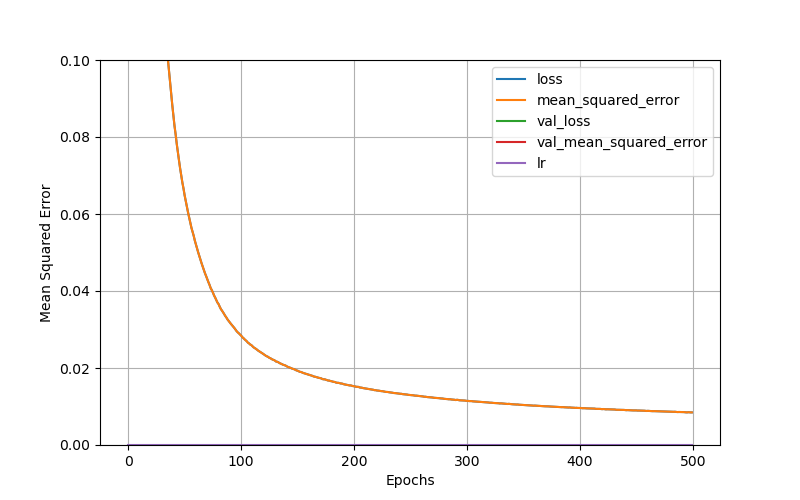 0.10
0.08
0.06
0.04
0.02
0.00
Mean Squared Error
loss
mean_squared_error
val_loss
val_mean_squared_error
lr
0 100 200 300 400 500
Epochs